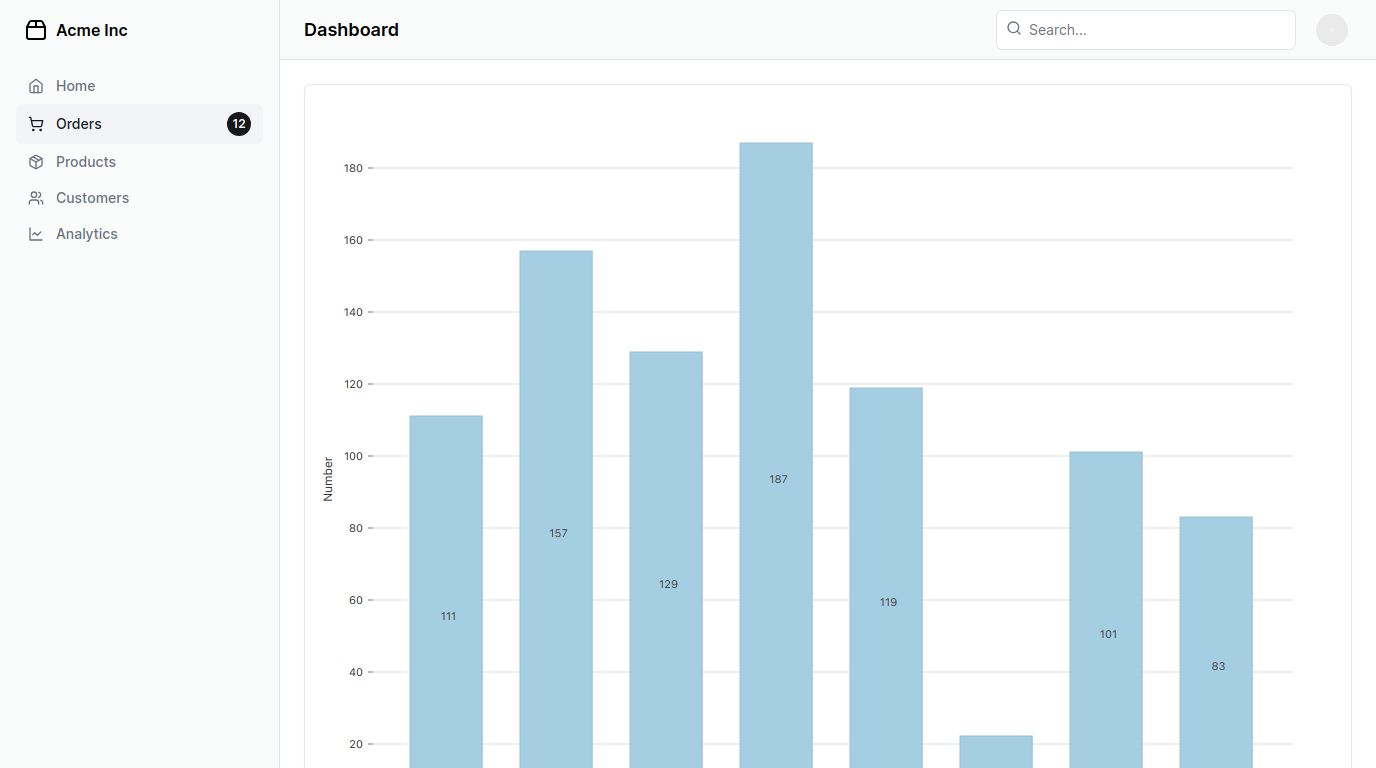 Acme Inc
Home
Orders 12
Products
Customers
Analytics
Dashboard
Search...
180
160
140
120
100
80
60
40
20
Number
111
157
129
187
119
101
83